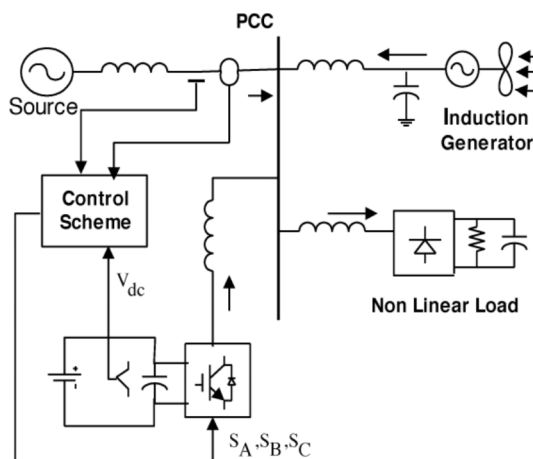 PCC
Source
Induction
Generator
Control
Scheme
V_dc
Non Linear Load
+
-
S_A,S_B,S_C